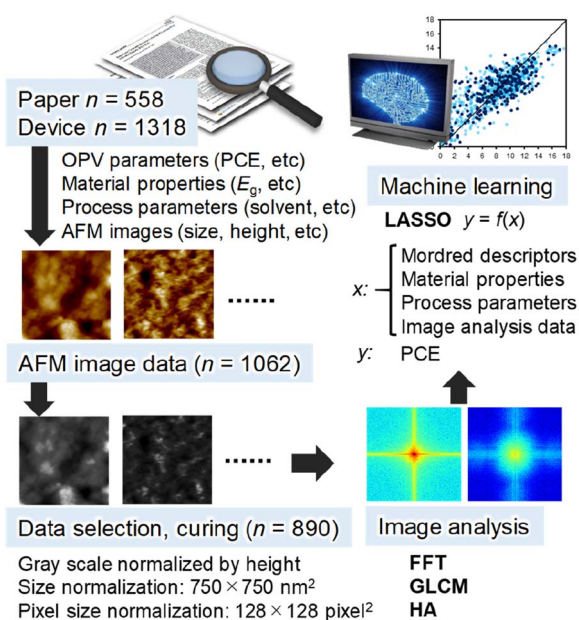 Paper n = 558
Device n = 1318
OPV parameters (PCE, etc)
Material properties (Eg, etc)
Process parameters (solvent, etc)
AFM images (size, height, etc)
......
AFM image data (n = 1062)
......
Data selection, curing (n = 890)
Gray scale normalized by height
Size normalization: 750×750 nm²
Pixel size normalization: 128×128 pixel²
18
16
14
12
10
8
6
4
2
0
0 2 4 6 8 10 12 14 16 18
Machine learning
LASSO y = f(x)
x:
Mordred descriptors
Material properties
Process parameters
Image analysis data
y: PCE
Image analysis
FFT
GLCM
HA